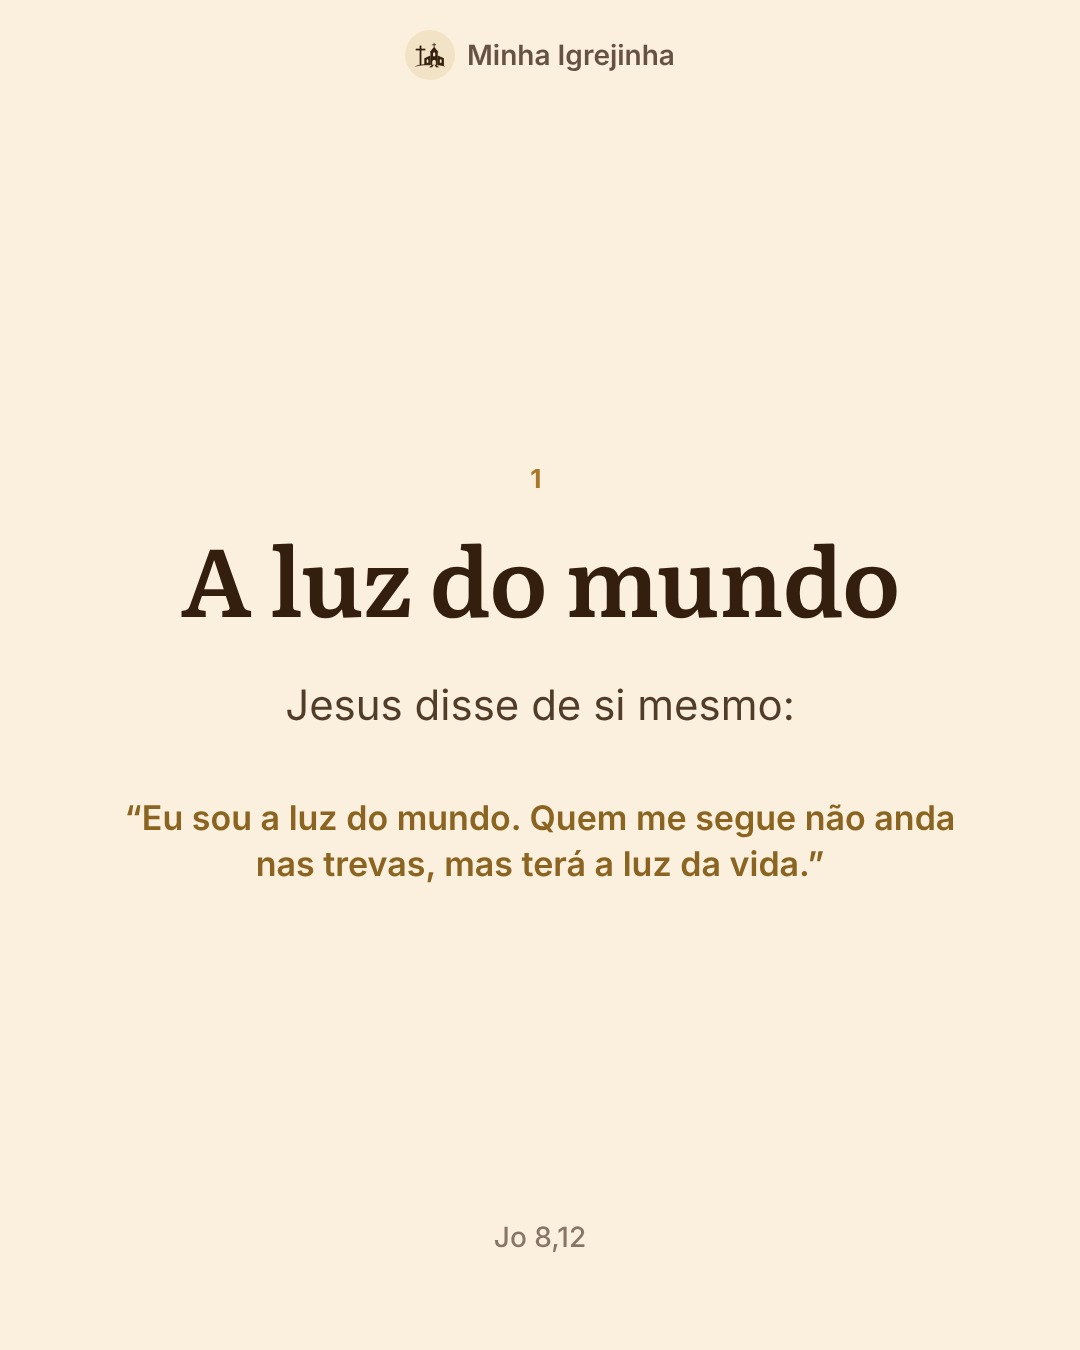 Minha Igrejinha
1
A luz do mundo
Jesus disse de si mesmo:
“Eu sou a luz do mundo. Quem me segue não anda
nas trevas, mas terá a luz da vida.”
Jo 8,12